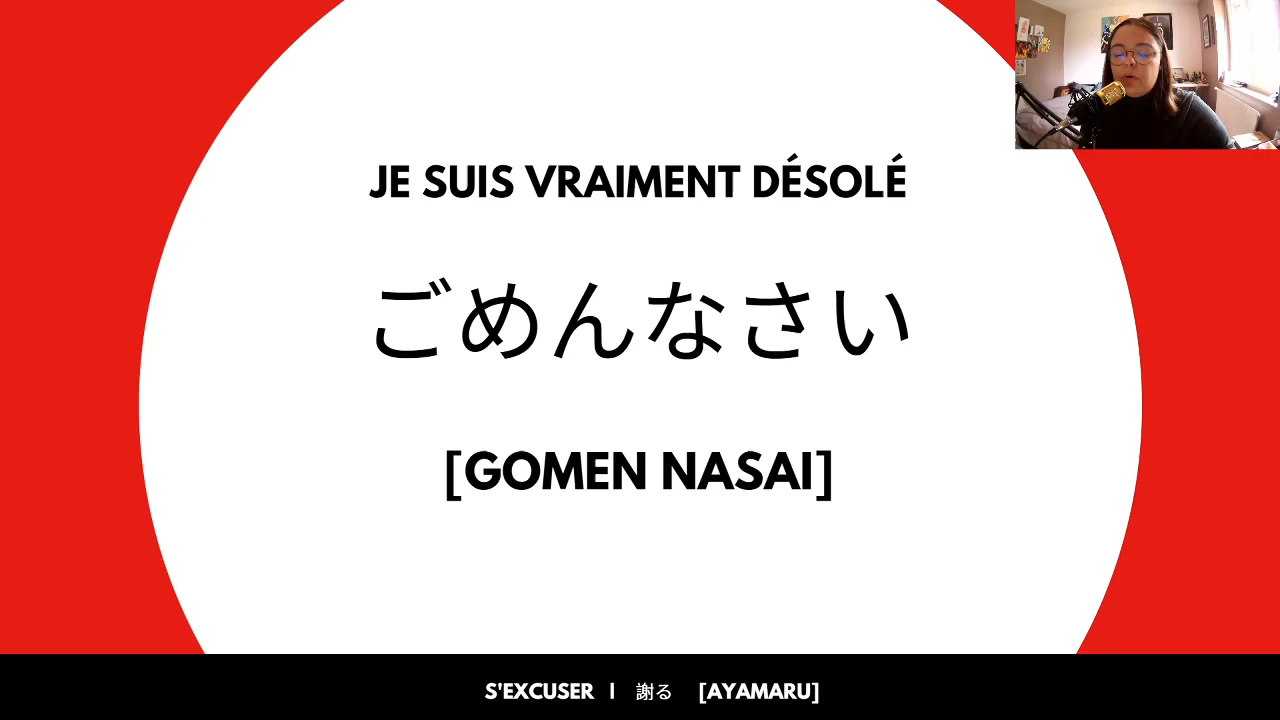 JE SUIS VRAIMENT DÉSOLÉ
ごめんなさい
[GOMEN NASAI]
S'EXCUSER | 謝る [AYAMARU]